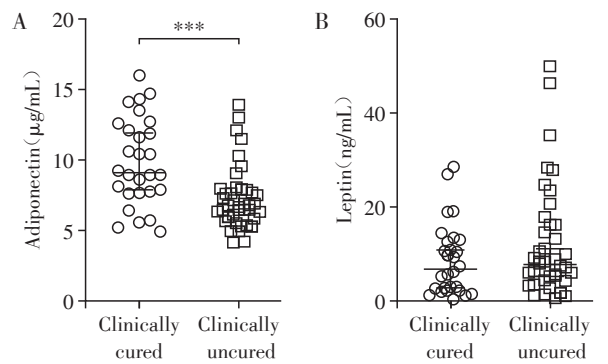 A
B
***
Adiponectin(μg/mL)
20
15
10
5
0
Clinically
cured
Clinically
uncured
Leptin(ng/mL)
60
40
20
0
Clinically
cured
Clinically
uncured